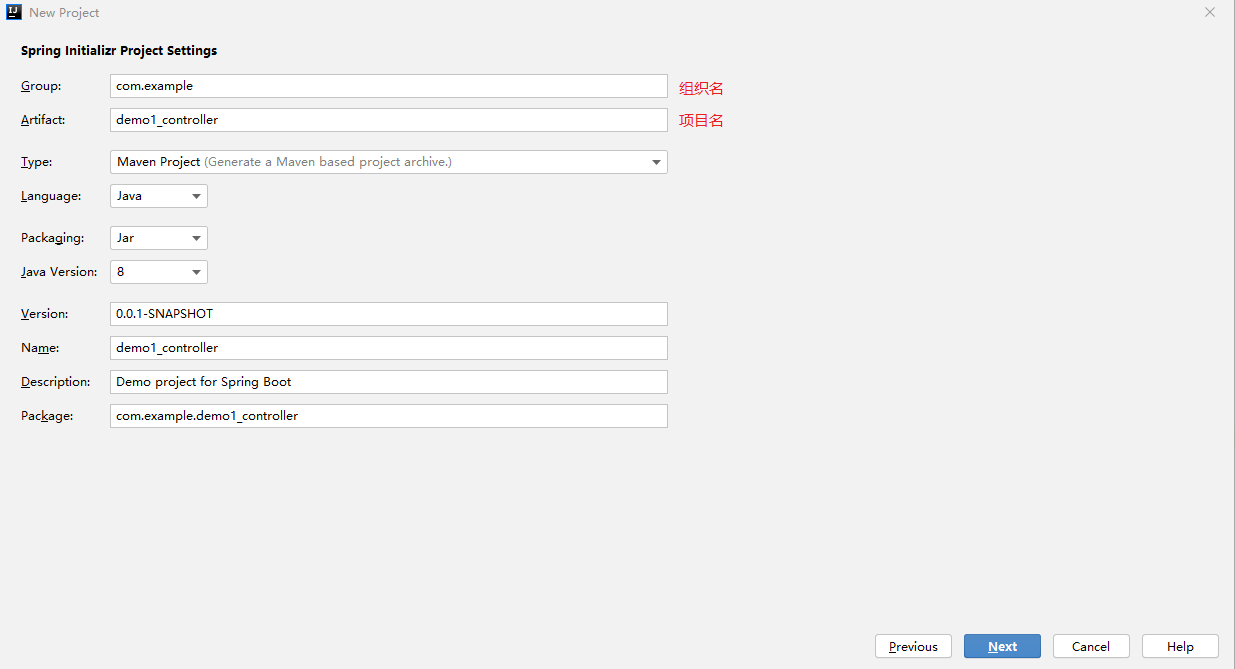 New Project
Spring Initializr Project Settings
Group: com.example 组织名
Artifact: demo1_controller 项目名
Type: Maven Project (Generate a Maven based project archive.)
Language: Java
Packaging: Jar
Java Version: 8
Version: 0.0.1-SNAPSHOT
Name: demo1_controller
Description: Demo project for Spring Boot
Package: com.example.demo1_controller
Previous Next Cancel Help